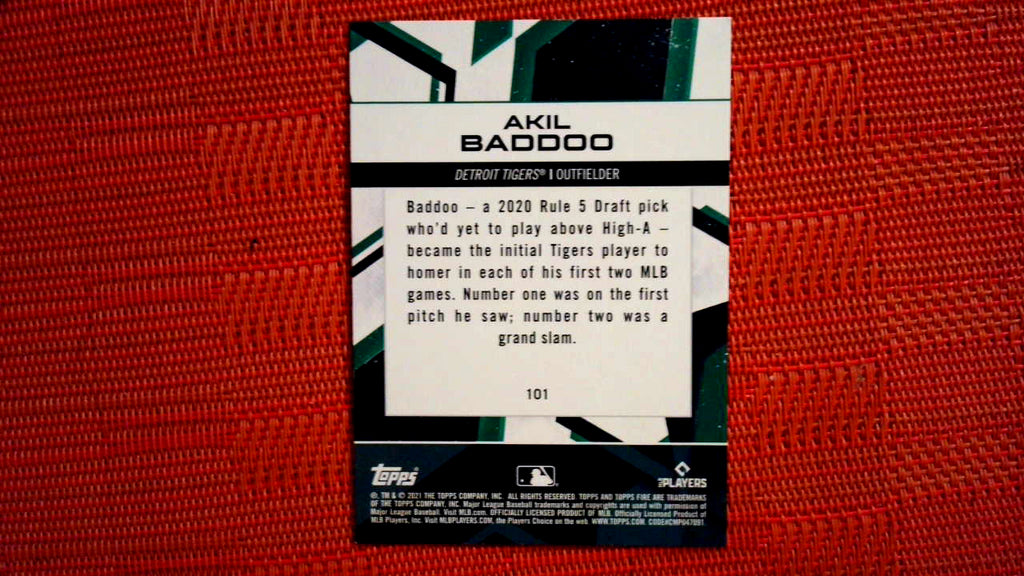 AKIL
BADDOO
DETROIT TIGERS® | OUTFIELDER
Baddoo – a 2020 Rule 5 Draft pick
who'd yet to play above High-A –
became the initial Tigers player to
homer in each of his first two MLB
games. Number one was on the first
pitch he saw; number two was a
grand slam.
101
Topps
MLB PLAYERS
®, TM & © 2021 THE TOPPS COMPANY, INC. ALL RIGHTS RESERVED. TOPPS AND TOPPS FIRE ARE TRADEMARKS
OF THE TOPPS COMPANY, INC. Major League Baseball trademarks and copyrights are used with permission of
Major League Baseball. Visit MLB.com. OFFICIALLY LICENSED PRODUCT OF MLB. Officially Licensed Product of
MLB Players, Inc. Visit MLBPLAYERS.COM, the Players Choice on the web. WWW.TOPPS.COM. CODE#CMP047091